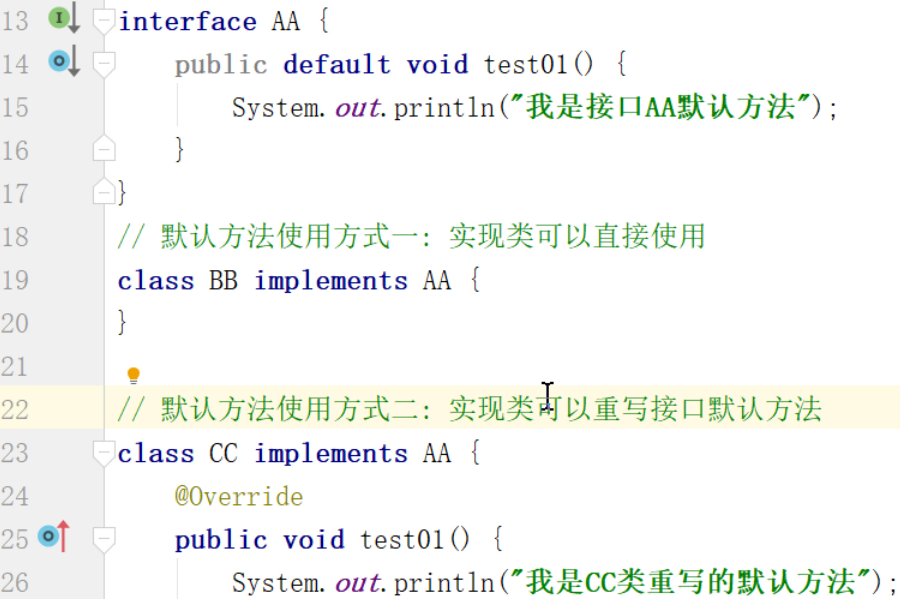 13 interface AA {
14 public default void test01() {
15 System.out.println("我是接口AA默认方法");
16 }
17 }
18 // 默认方法使用方式一: 实现类可以直接使用
19 class BB implements AA {
20 }
21
22 // 默认方法使用方式二: 实现类可以重写接口默认方法
23 class CC implements AA {
24 @Override
25 public void test01() {
26 System.out.println("我是CC类重写的默认方法");